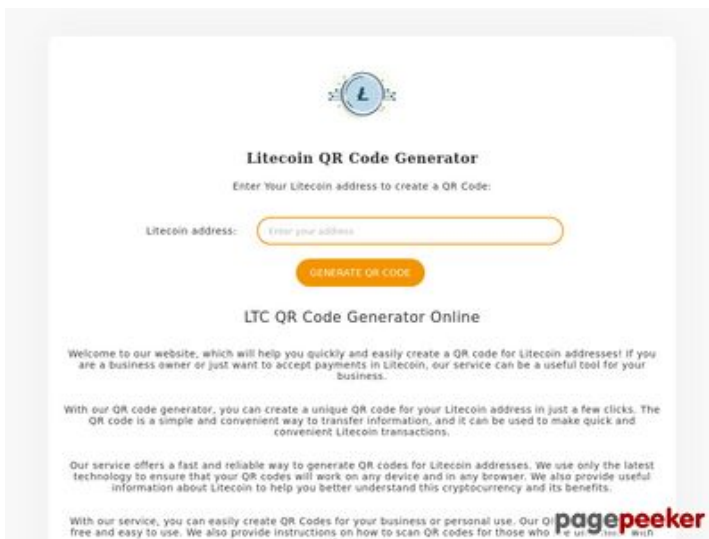 Ł
Litecoin QR Code Generator
Enter Your Litecoin address to create a QR Code:
Litecoin address:
Enter your address
GENERATE QR CODE
LTC QR Code Generator Online
Welcome to our website, which will help you quickly and easily create a QR code for Litecoin addresses! If you
are a business owner or just want to accept payments in Litecoin, our service can be a useful tool for your
business.
With our QR code generator, you can create a unique QR code for your Litecoin address in just a few clicks. The
QR code is a simple and convenient way to transfer information, and it can be used to make quick and
convenient Litecoin transactions.
Our service offers a fast and reliable way to generate QR codes for Litecoin addresses. We use only the latest
technology to ensure that your QR codes will work on any device and in any browser. We also provide useful
information about Litecoin to help you better understand this cryptocurrency and its benefits.
With our service, you can easily create QR Codes for your business or personal use. Our
free and easy to use. We also provide instructions on how to scan QR codes for those who with
pagepeeker